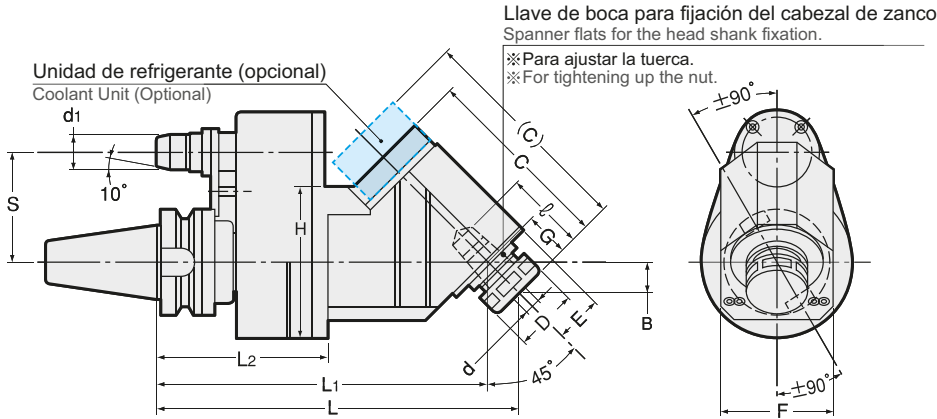 Llave de boca para fijación del cabezal de zanco
Spanner flats for the head shank fixation.
※Para ajustar la tuerca.
※For tightening up the nut.
Unidad de refrigerante (opcional)
Coolant Unit (Optional)
d1
10°
S
H
(C)
C
ℓ
G
B
E
D
d
45°
L2
L1
L
±90°
±90°
F